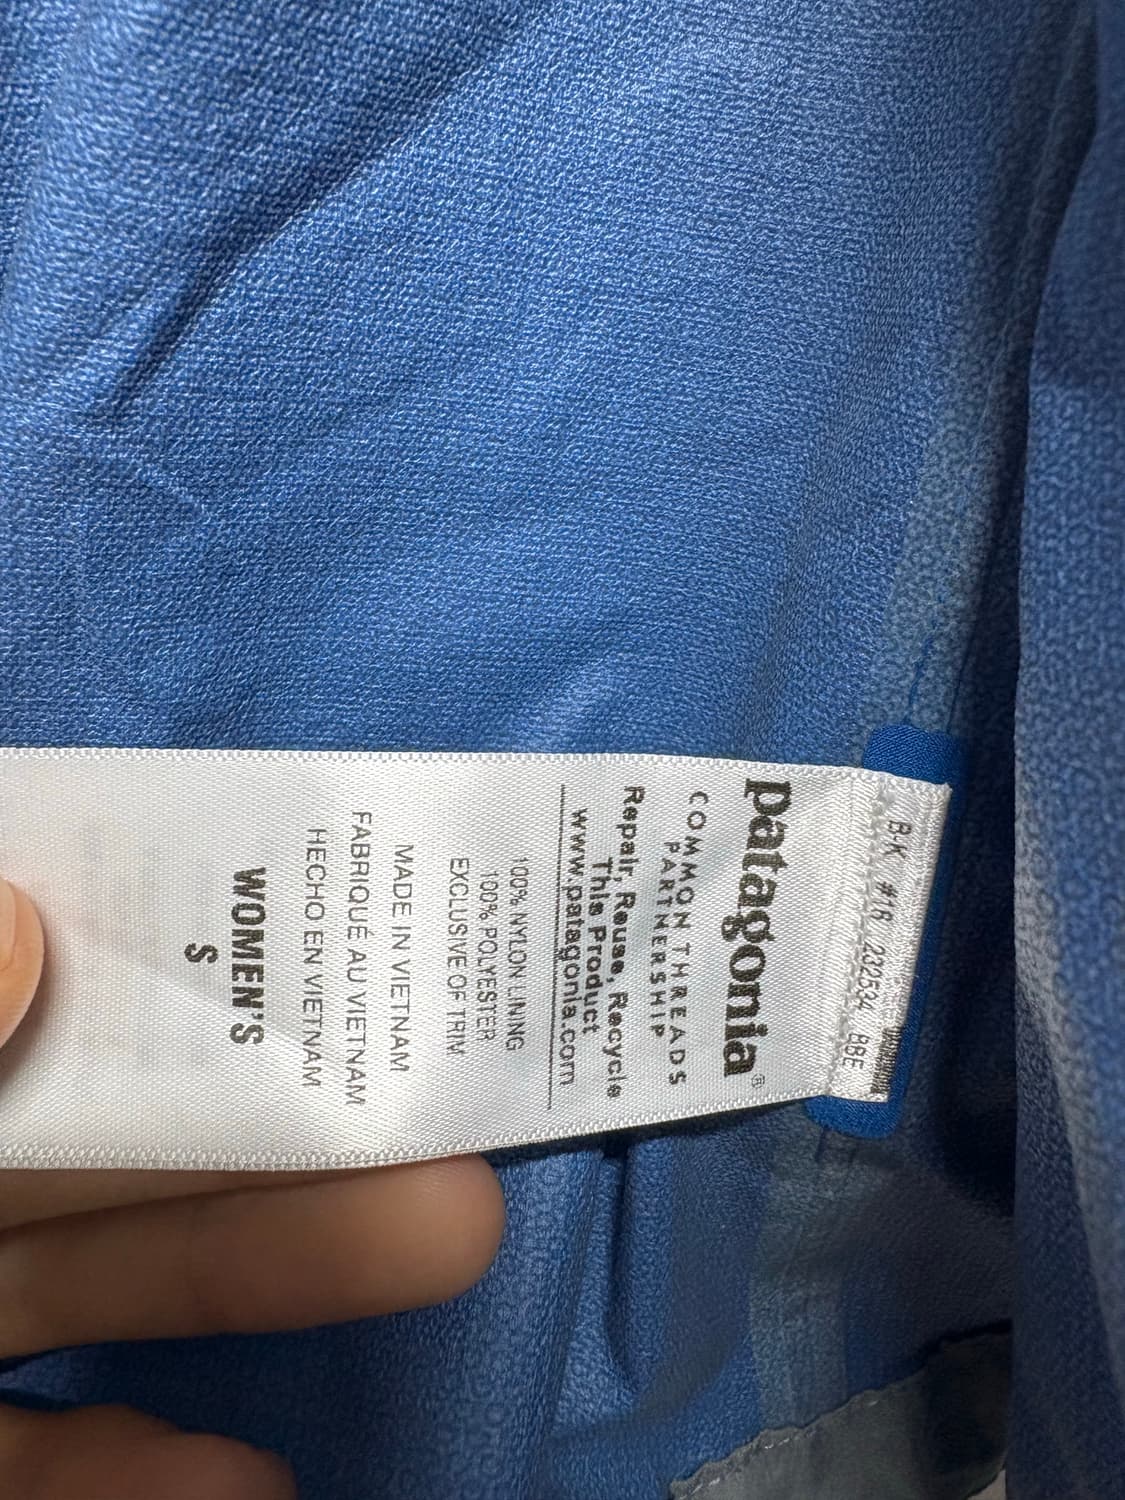 B-K #18 232534 BBE
patagonia®
COMMON THREADS
PARTNERSHIP
Repair, Reuse, Recycle
This Product
www.patagonia.com
100% NYLON LINING
100% POLYESTER
EXCLUSIVE OF TRIM
MADE IN VIETNAM
FABRIQUÉ AU VIETNAM
HECHO EN VIETNAM
WOMEN'S
S